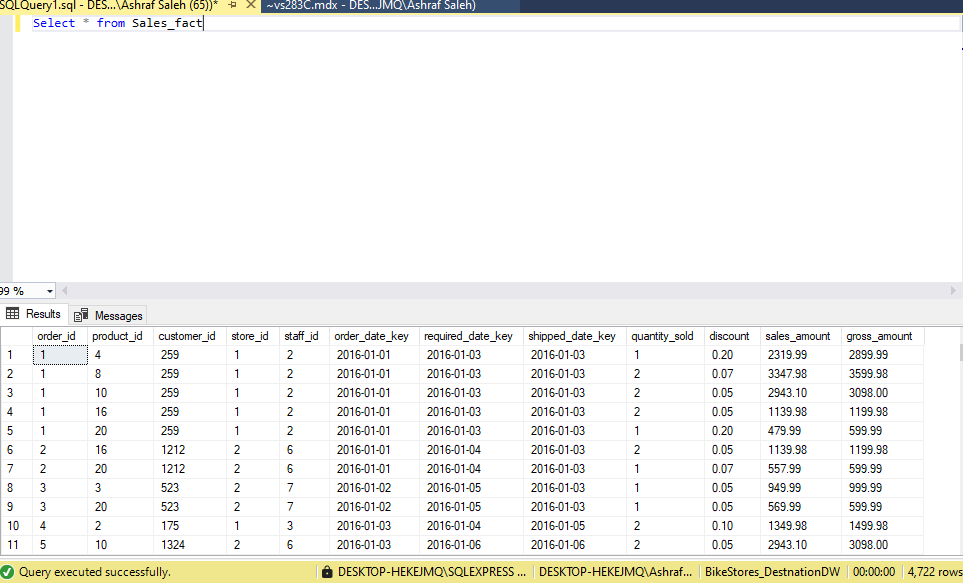 SQLQuery1.sql - DES...\Ashraf Saleh (65))* ~vs283C.mdx - DES...JMQ\Ashraf Saleh)
Select * from Sales_fact
99 %
Results Messages
order_id product_id customer_id store_id staff_id order_date_key required_date_key shipped_date_key quantity_sold discount sales_amount gross_amount
1 1 4 259 1 2 2016-01-01 2016-01-03 2016-01-03 1 0.20 2319.99 2899.99
2 1 8 259 1 2 2016-01-01 2016-01-03 2016-01-03 2 0.07 3347.98 3599.98
3 1 10 259 1 2 2016-01-01 2016-01-03 2016-01-03 2 0.05 2943.10 3098.00
4 1 16 259 1 2 2016-01-01 2016-01-03 2016-01-03 2 0.05 1139.98 1199.98
5 1 20 259 1 2 2016-01-01 2016-01-03 2016-01-03 1 0.20 479.99 599.99
6 2 16 1212 2 6 2016-01-01 2016-01-04 2016-01-03 2 0.05 1139.98 1199.98
7 2 20 1212 2 6 2016-01-01 2016-01-04 2016-01-03 1 0.07 557.99 599.99
8 3 3 523 2 7 2016-01-02 2016-01-05 2016-01-03 1 0.05 949.99 999.99
9 3 20 523 2 7 2016-01-02 2016-01-05 2016-01-03 1 0.05 569.99 599.99
10 4 2 175 1 3 2016-01-03 2016-01-04 2016-01-05 2 0.10 1349.98 1499.98
11 5 10 1324 2 6 2016-01-03 2016-01-06 2016-01-06 2 0.05 2943.10 3098.00
Query executed successfully. DESKTOP-HEKEJMQ\SQLEXPRESS ... DESKTOP-HEKEJMQ\Ashraf... BikeStores_DestnationDW 00:00:00 4,722 rows